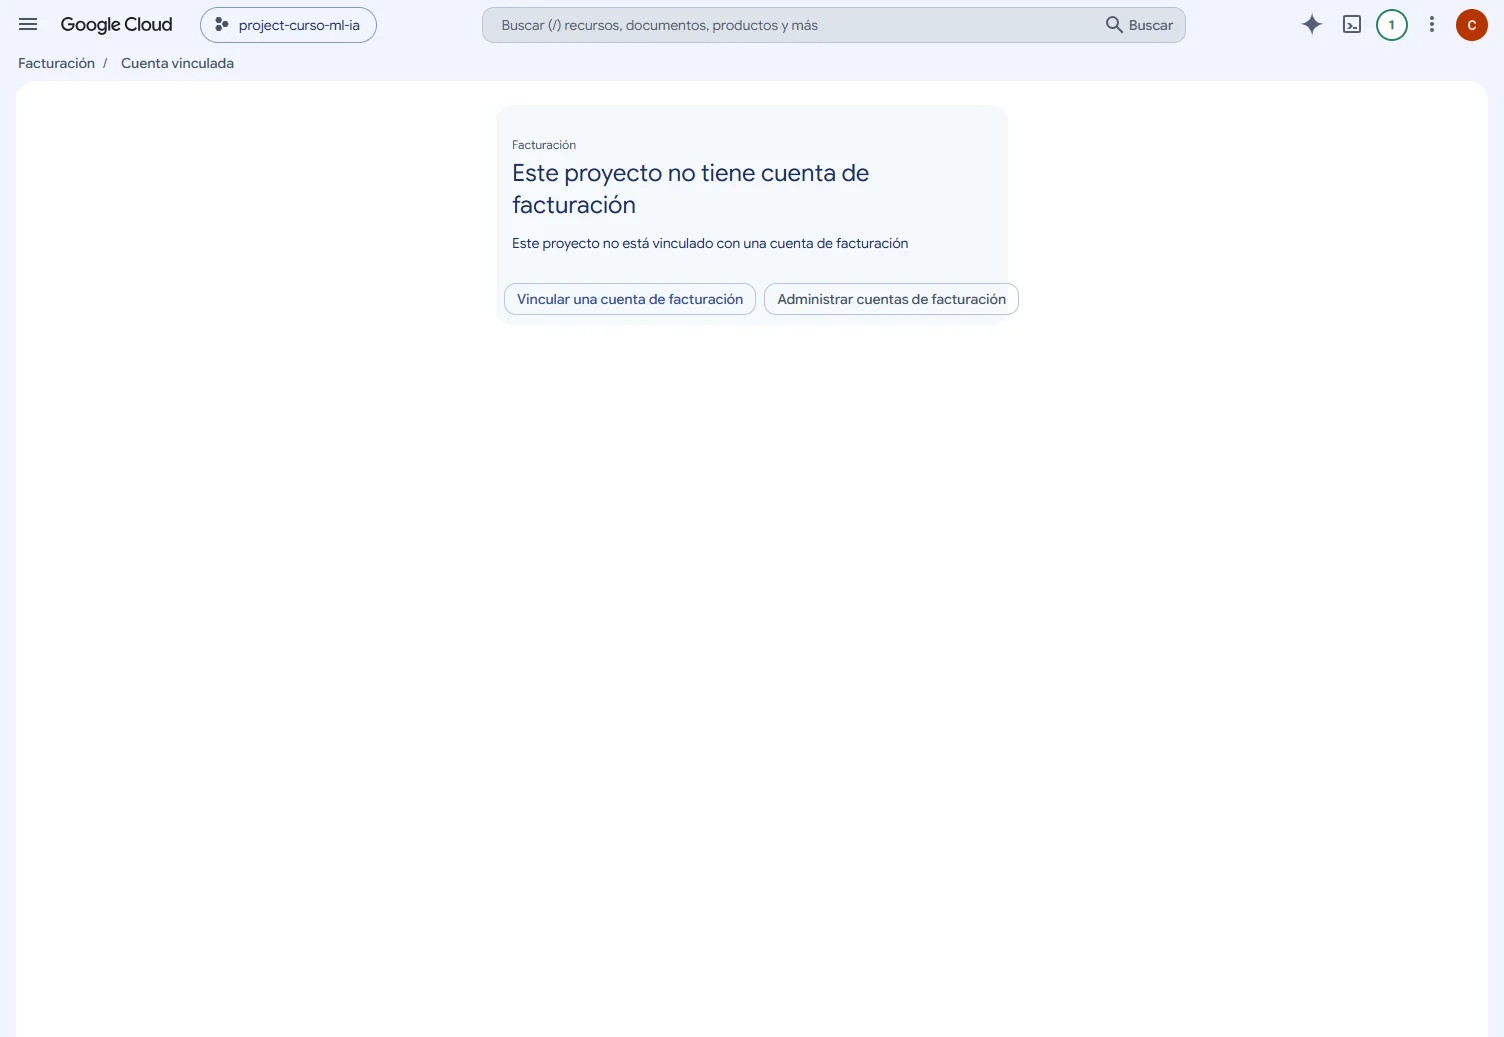 Google Cloud
project-curso-ml-ia
Buscar (/) recursos, documentos, productos y más
Buscar
1
C
Facturación / Cuenta vinculada
Facturación
Este proyecto no tiene cuenta de
facturación
Este proyecto no está vinculado con una cuenta de facturación
Vincular una cuenta de facturación
Administrar cuentas de facturación